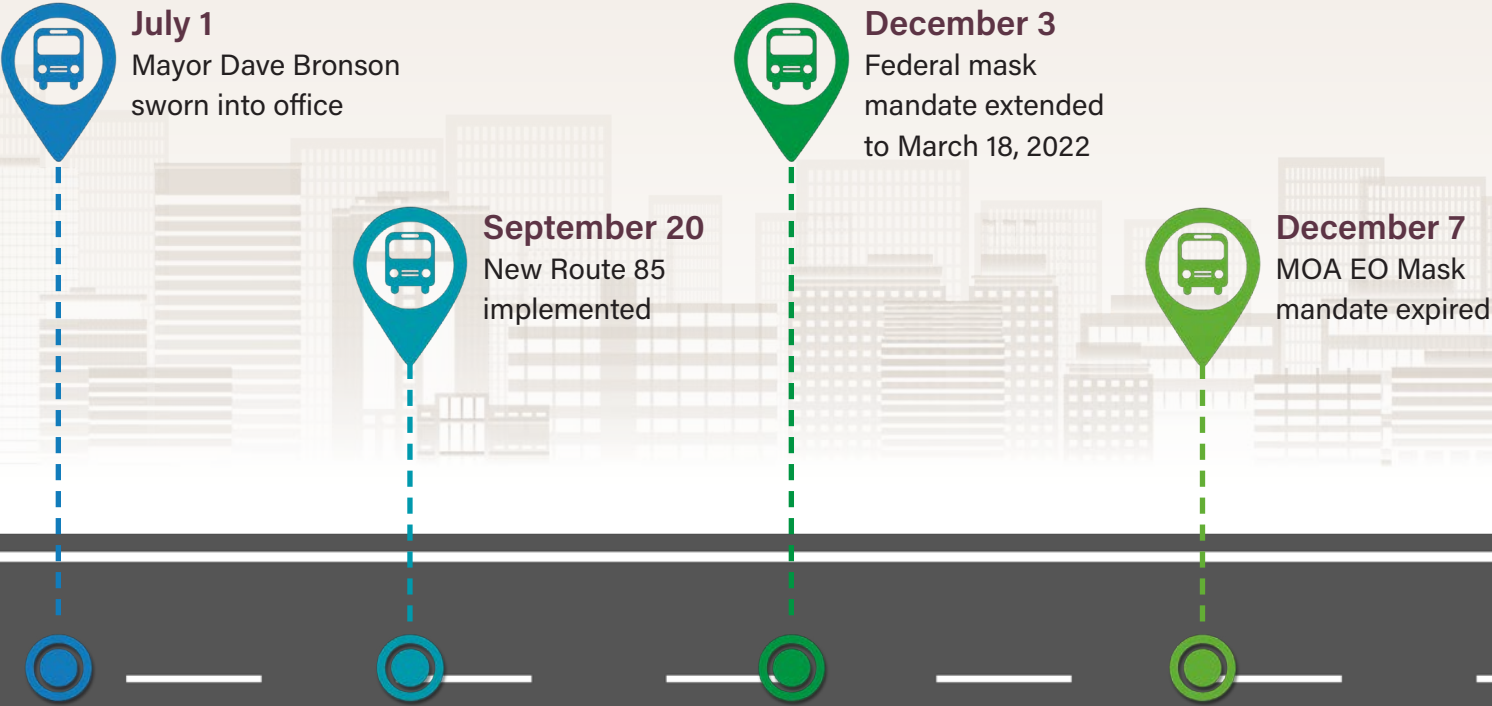 July 1
Mayor Dave Bronson
sworn into office
September 20
New Route 85
implemented
December 3
Federal mask
mandate extended
to March 18, 2022
December 7
MOA EO Mask
mandate expired